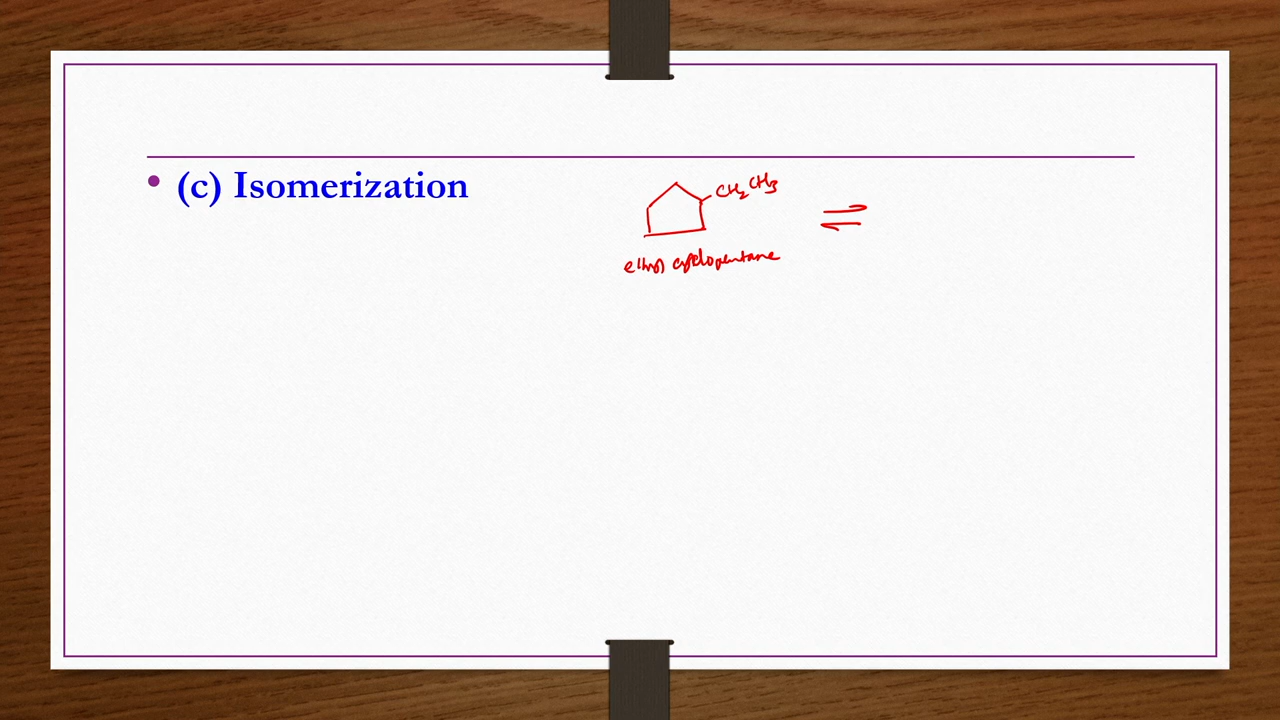 • (c) Isomerization
CH2CH3
⇌
ethyl cyclopentane